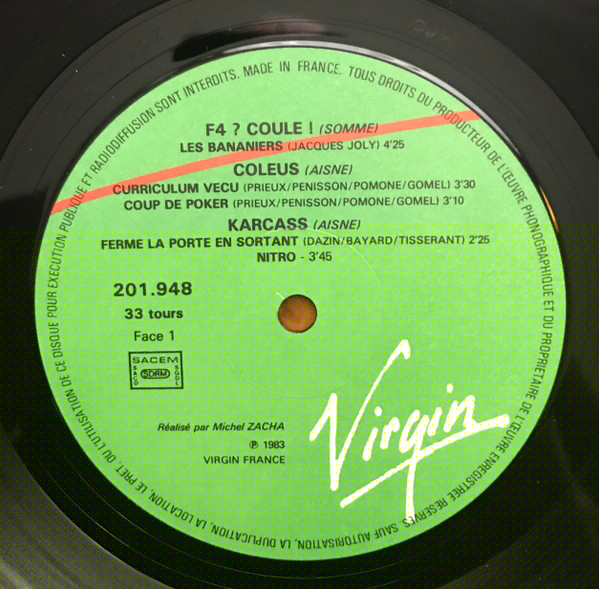 F4 ? COULE ! (SOMME)
LES BANANIERS (JACQUES JOLY) 4'25
COLEUS (AISNE)
CURRICULUM VECU (PRIEUX/PENISSON/POMONE/GOMEL) 3'30
COUP DE POKER (PRIEUX/PENISSON/POMONE/GOMEL) 3'10
KARCASS (AISNE)
FERME LA PORTE EN SORTANT (DAZIN/BAYARD/TISSERANT) 2'25
NITRO - 3'45
201.948
33 tours
Face 1
SACEM
SACD SDRM SGDL
Réalisé par Michel ZACHA
℗ 1983
VIRGIN FRANCE
Virgin
MADE IN FRANCE. TOUS DROITS DU PRODUCTEUR DE L'ŒUVRE PHONOGRAPHIQUE ET DU PROPRIETAIRE DE L'ŒUVRE ENREGISTREE RESERVES SAUF AUTORISATION, LA DUPLICATION, LA LOCATION, LE PRET, OU L'UTILISATION DE CE DISQUE POUR EXECUTION PUBLIQUE ET RADIODIFFUSION SONT INTERDITS.